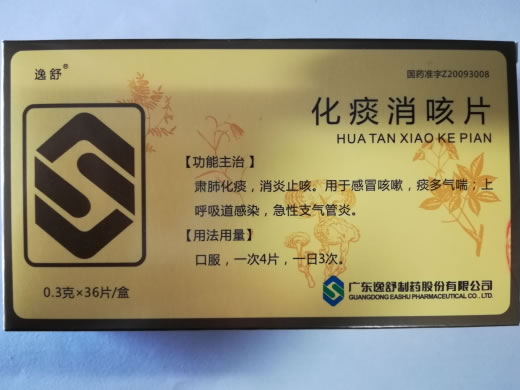 逸舒®
国药准字Z20093008
化痰消咳片
HUA TAN XIAO KE PIAN
【功能主治】
肃肺化痰，消炎止咳。用于感冒咳嗽，痰多气喘；上
呼吸道感染，急性支气管炎。
【用法用量】
口服，一次4片，一日3次。
0.3克×36片/盒
广东逸舒制药股份有限公司
GUANGDONG EASHU PHARMACEUTICAL CO., LTD.